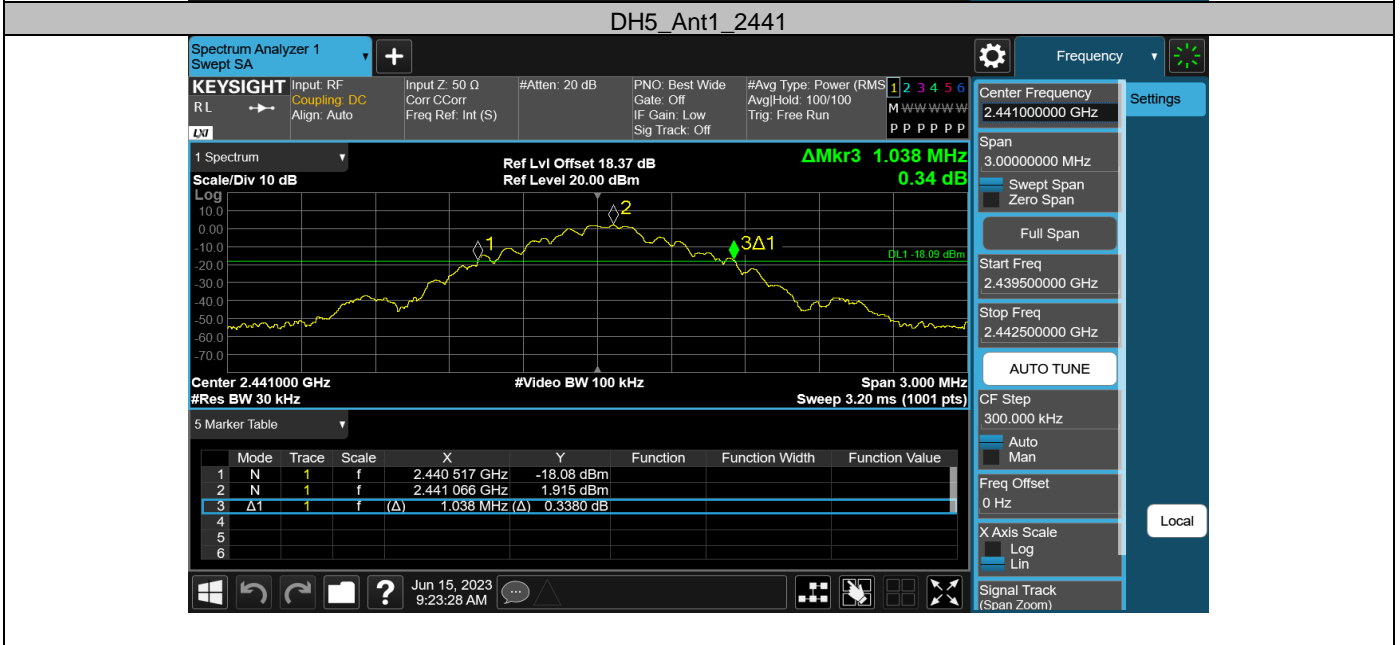 DH5_Ant1_2441
Spectrum Analyzer 1
Swept SA
Frequency
KEYSIGHT
RL
LXI
Input: RF
Coupling: DC
Align: Auto
Input Z: 50 Ω
Corr CCorr
Freq Ref: Int (S)
#Atten: 20 dB
PNO: Best Wide
Gate: Off
IF Gain: Low
Sig Track: Off
#Avg Type: Power (RMS
Avg|Hold: 100/100
Trig: Free Run
1 2 3 4 5 6
M W W W W W
P P P P P P
1 Spectrum
Scale/Div 10 dB
Ref Lvl Offset 18.37 dB
Ref Level 20.00 dBm
ΔMkr3 1.038 MHz
0.34 dB
Log
10.0
0.00
-10.0
-20.0
-30.0
-40.0
-50.0
-60.0
-70.0
1
2
3Δ1
DL1 -18.09 dBm
Center 2.441000 GHz
#Video BW 100 kHz
Span 3.000 MHz
#Res BW 30 kHz
Sweep 3.20 ms (1001 pts)
5 Marker Table
Mode Trace Scale X Y Function Function Width Function Value
1 N 1 f 2.440 517 GHz -18.08 dBm
2 N 1 f 2.441 066 GHz 1.915 dBm
3 Δ1 1 f (Δ) 1.038 MHz (Δ) 0.3380 dB
4
5
6
Jun 15, 2023
9:23:28 AM
?
Center Frequency
2.441000000 GHz
Span
3.00000000 MHz
Swept Span
Zero Span
Full Span
Start Freq
2.439500000 GHz
Stop Freq
2.442500000 GHz
AUTO TUNE
CF Step
300.000 kHz
Auto
Man
Freq Offset
0 Hz
X Axis Scale
Log
Lin
Signal Track
(Span Zoom)
Settings
Local